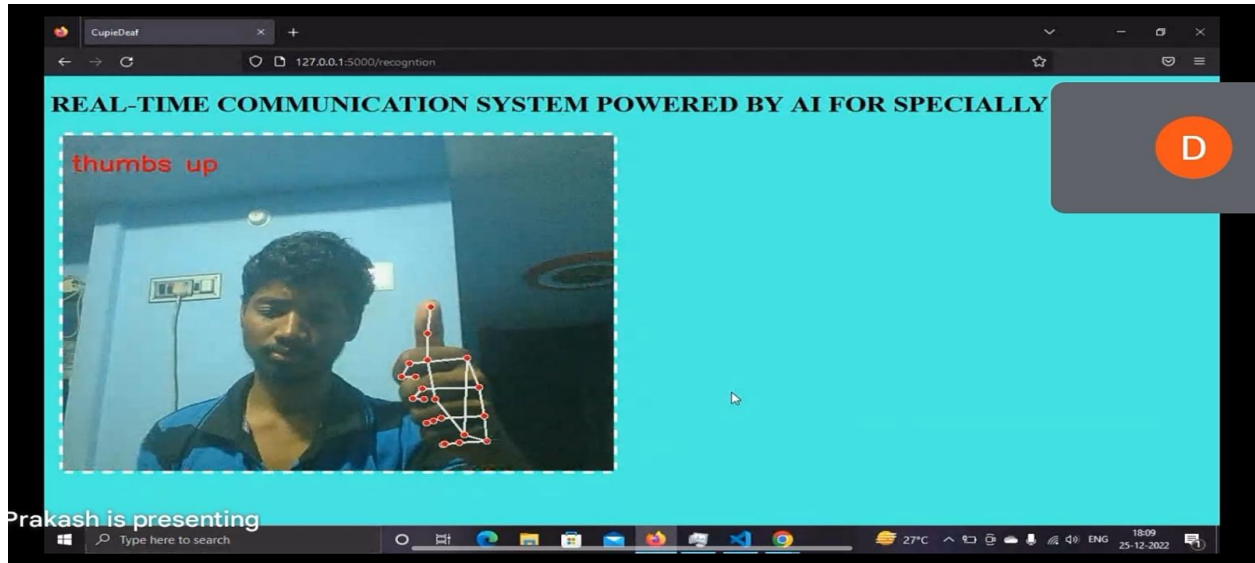 CupieDeaf
127.0.0.1:5000/recogntion
REAL-TIME COMMUNICATION SYSTEM POWERED BY AI FOR SPECIALLY
D
thumbs up
Prakash is presenting
Type here to search
27°C
ENG
18:09
25-12-2022
1